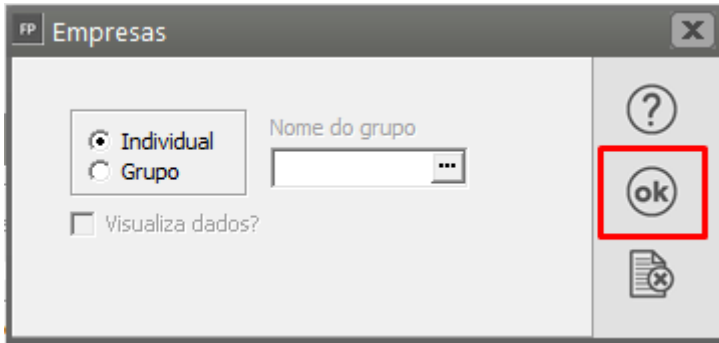 FP Empresas
Individual
Grupo
Nome do grupo
...
Visualiza dados?
?
ok